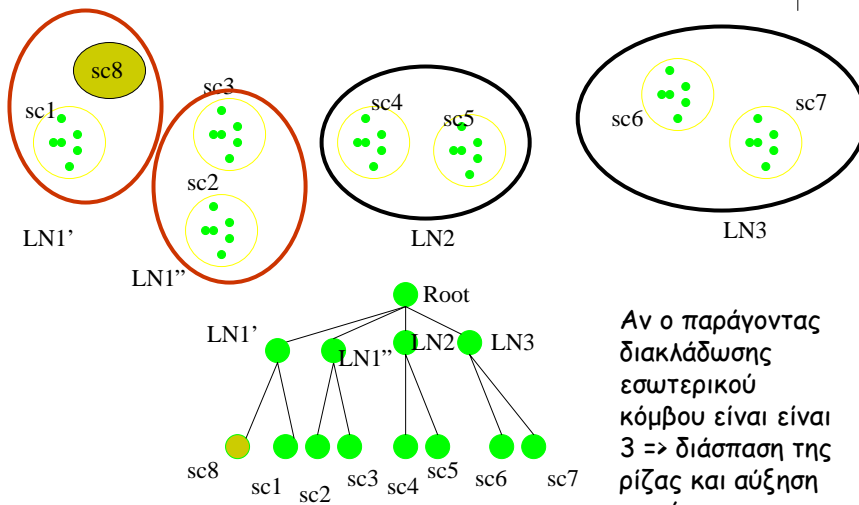 sc8
sc3
sc1
sc4
sc5
sc7
sc6
sc2
LN1’
LN2
LN3
LN1’’
Root
LN1’
LN1’’
LN2
LN3
sc8
sc1
sc2
sc3
sc4
sc5
sc6
sc7
Αν ο παράγοντας
διακλάδωσης
εσωτερικού
κόμβου είναι είναι
3 => διάσπαση της
ρίζας και αύξηση